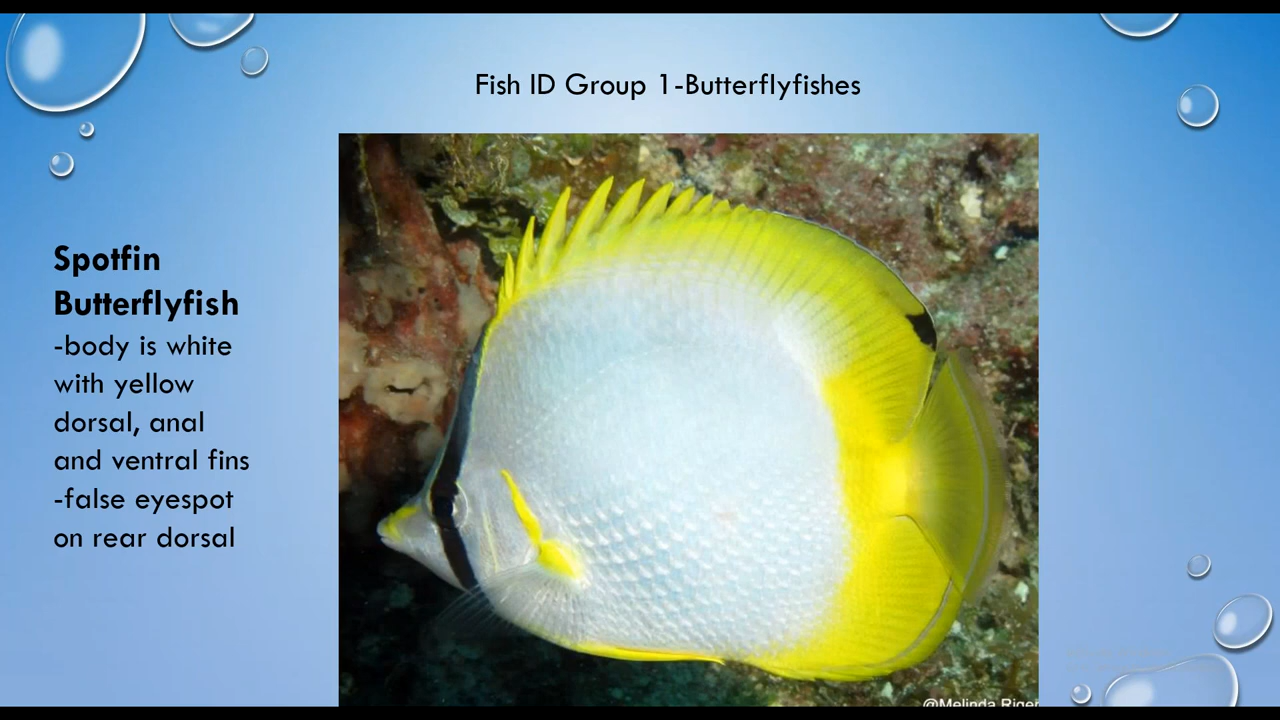 Fish ID Group 1-Butterflyfishes
Spotfin
Butterflyfish
-body is white
with yellow
dorsal, anal
and ventral fins
-false eyespot
on rear dorsal
@Melinda Riger